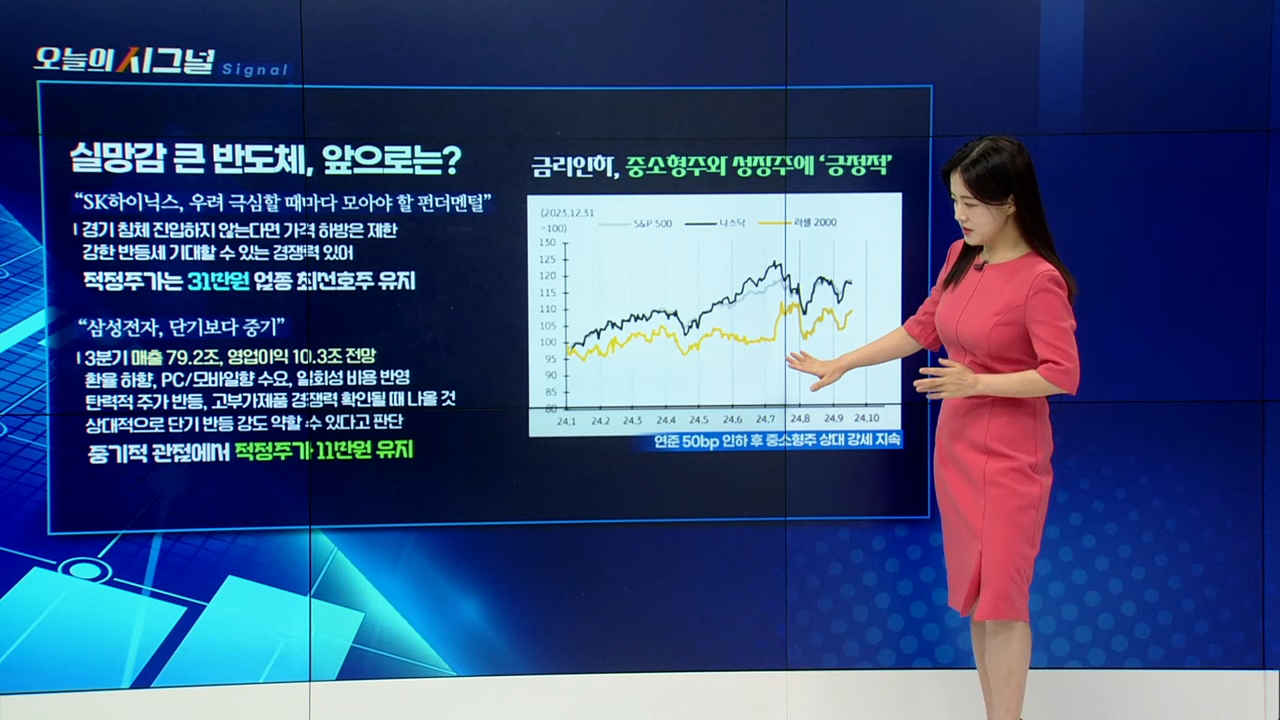 오늘의 시그널 Signal
실망감 큰 반도체, 앞으로는?
“SK하이닉스, 우려 극심할 때마다 모아야 할 펀더멘털”
경기 침체 진입하지 않는다면 가격 하방은 제한
강한 반등세 기대할 수 있는 경쟁력 있어
적정주가는 31만원 업종 최선호주 유지
“삼성전자, 단기보다 중기”
3분기 매출 79.2조, 영업이익 10.3조 전망
환율 하향, PC/모바일향 수요, 일회성 비용 반영
탄력적 주가 반등, 고부가제품 경쟁력 확인될 때 나올 것
상대적으로 단기 반등 강도 약할 수 있다고 판단
중기적 관점에서 적정주가 11만원 유지
금리인하, 중소형주와 성장주에 ‘긍정적’
(2023.12.31
=100)
S&P 500 나스닥 러셀 2000
150
125
120
115
110
105
100
95
90
85
80
24.1 24.2 24.3 24.4 24.5 24.6 24.7 24.8 24.9 24.10
연준 50bp 인하 후 중소형주 상대 강세 지속